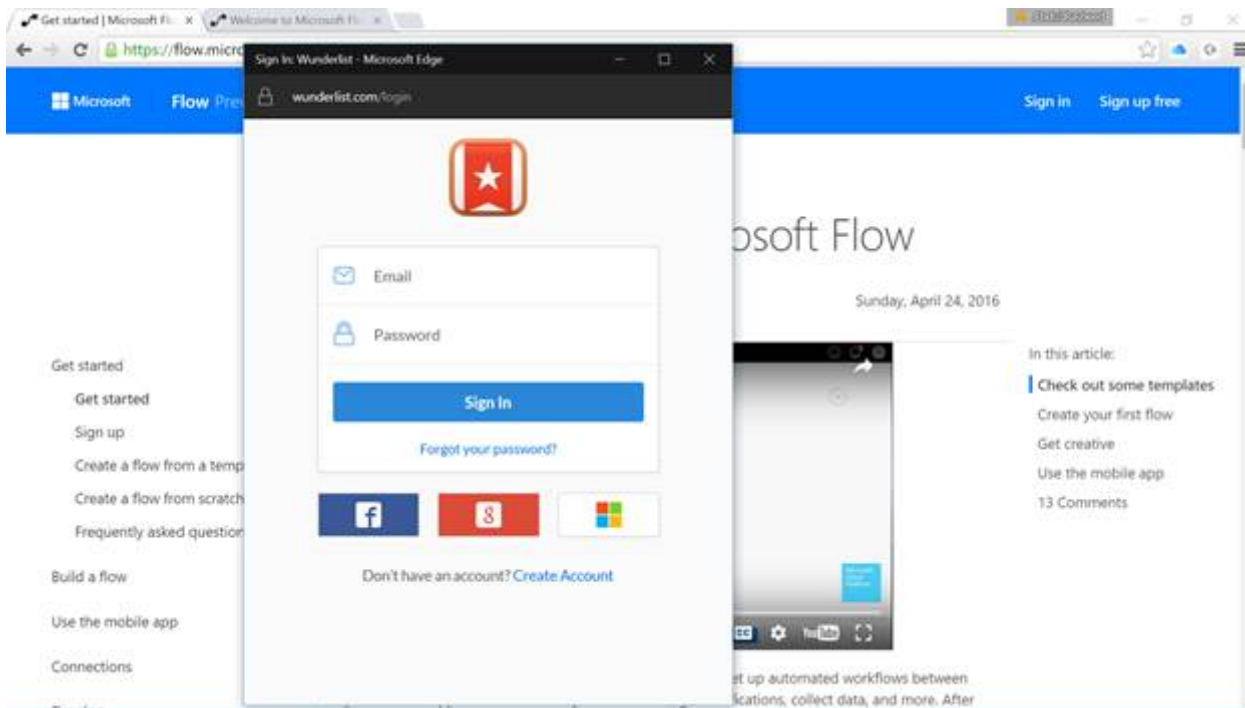 Get started | Microsoft Fl
Welcome to Microsoft Fl
https://flow.micro
Microsoft
Flow Prev
Sign in
Sign up free
Sign In: Wunderlist - Microsoft Edge
wunderlist.com/login
Email
Password
Sign In
Forgot your password?
f
8
Don't have an account? Create Account
osoft Flow
Sunday, April 24, 2016
Get started
Get started
Sign up
Create a flow from a temp
Create a flow from scratch
Frequently asked question
Build a flow
Use the mobile app
Connections
In this article:
Check out some templates
Create your first flow
Get creative
Use the mobile app
13 Comments
CC
YouTube
et up automated workflows between
ications, collect data, and more. After